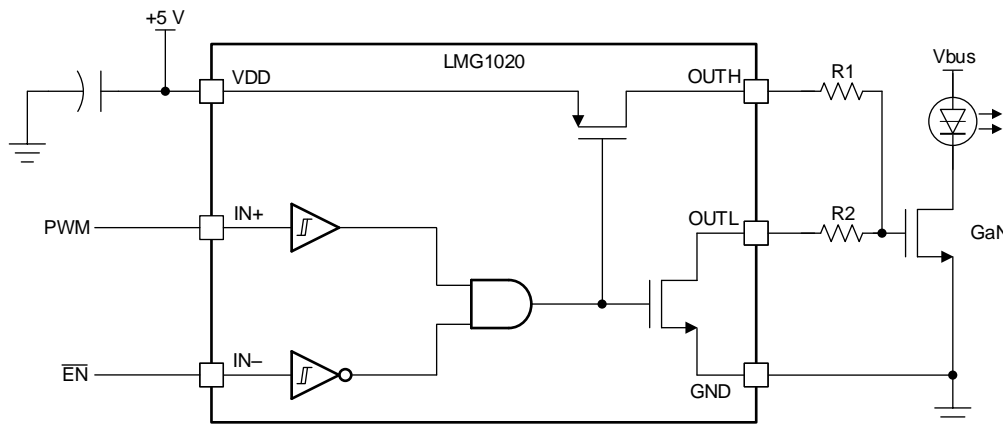 +5 V
LMG1020
VDD
OUTH
R1
Vbus
PWM
IN+
OUTL
R2
GaN
EN
IN–
GND